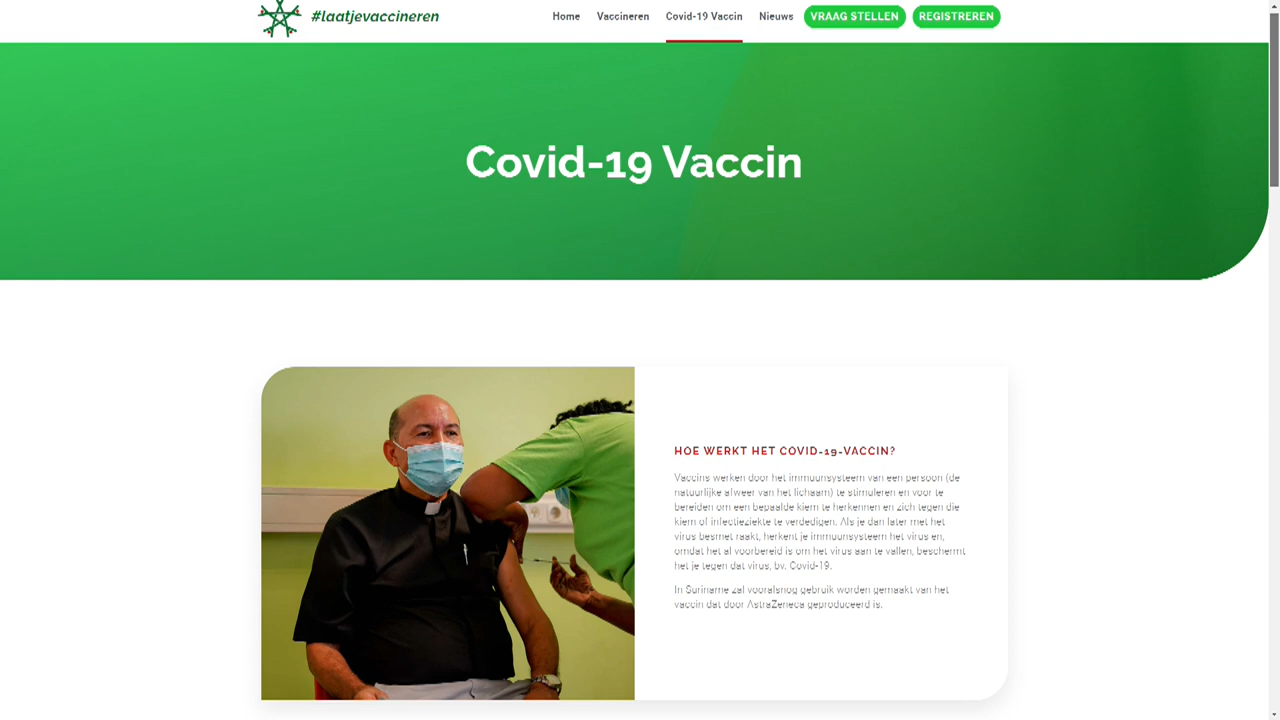 #laatjevaccineren
Home Vaccineren Covid-19 Vaccin Nieuws VRAAG STELLEN REGISTREREN
Covid-19 Vaccin
HOE WERKT HET COVID-19-VACCIN?
Vaccins werken door het immuunsysteem van een persoon (de
natuurlijke afweer van het lichaam) te stimuleren en voor te
bereiden om een bepaalde kiem te herkennen en zich tegen die
kiem of infectieziekte te verdedigen. Als je dan later met het
virus besmet raakt, herkent je immuunsysteem het virus en,
omdat het al voorbereid is om het virus aan te vallen, beschermt
het je tegen dat virus, bv. Covid-19.
In Suriname zal vooralsnog gebruik worden gemaakt van het
vaccin dat door AstraZeneca geproduceerd is.